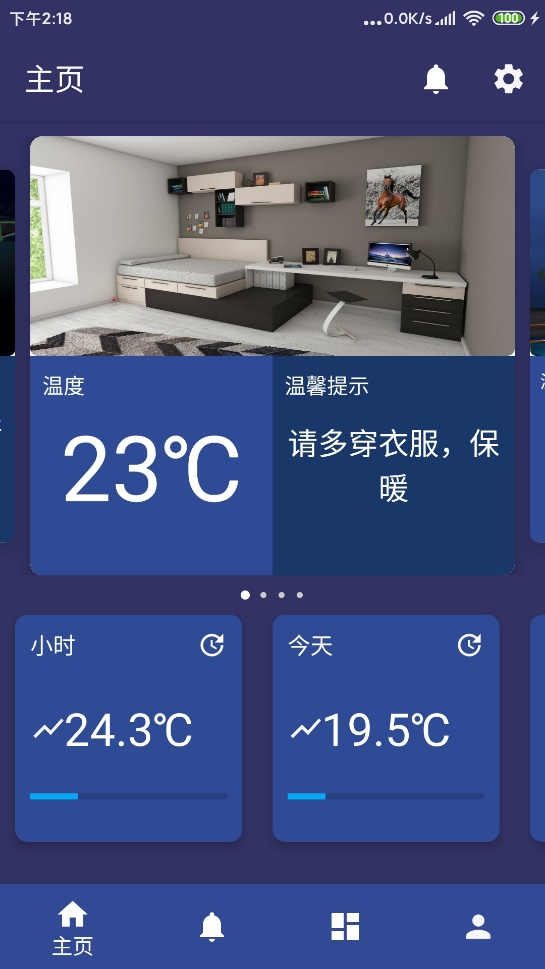 下午2:18
...0.0K/s
100
主页
温度
温馨提示
23℃
请多穿衣服，保
暖
小时
今天
24.3℃
19.5℃
主页